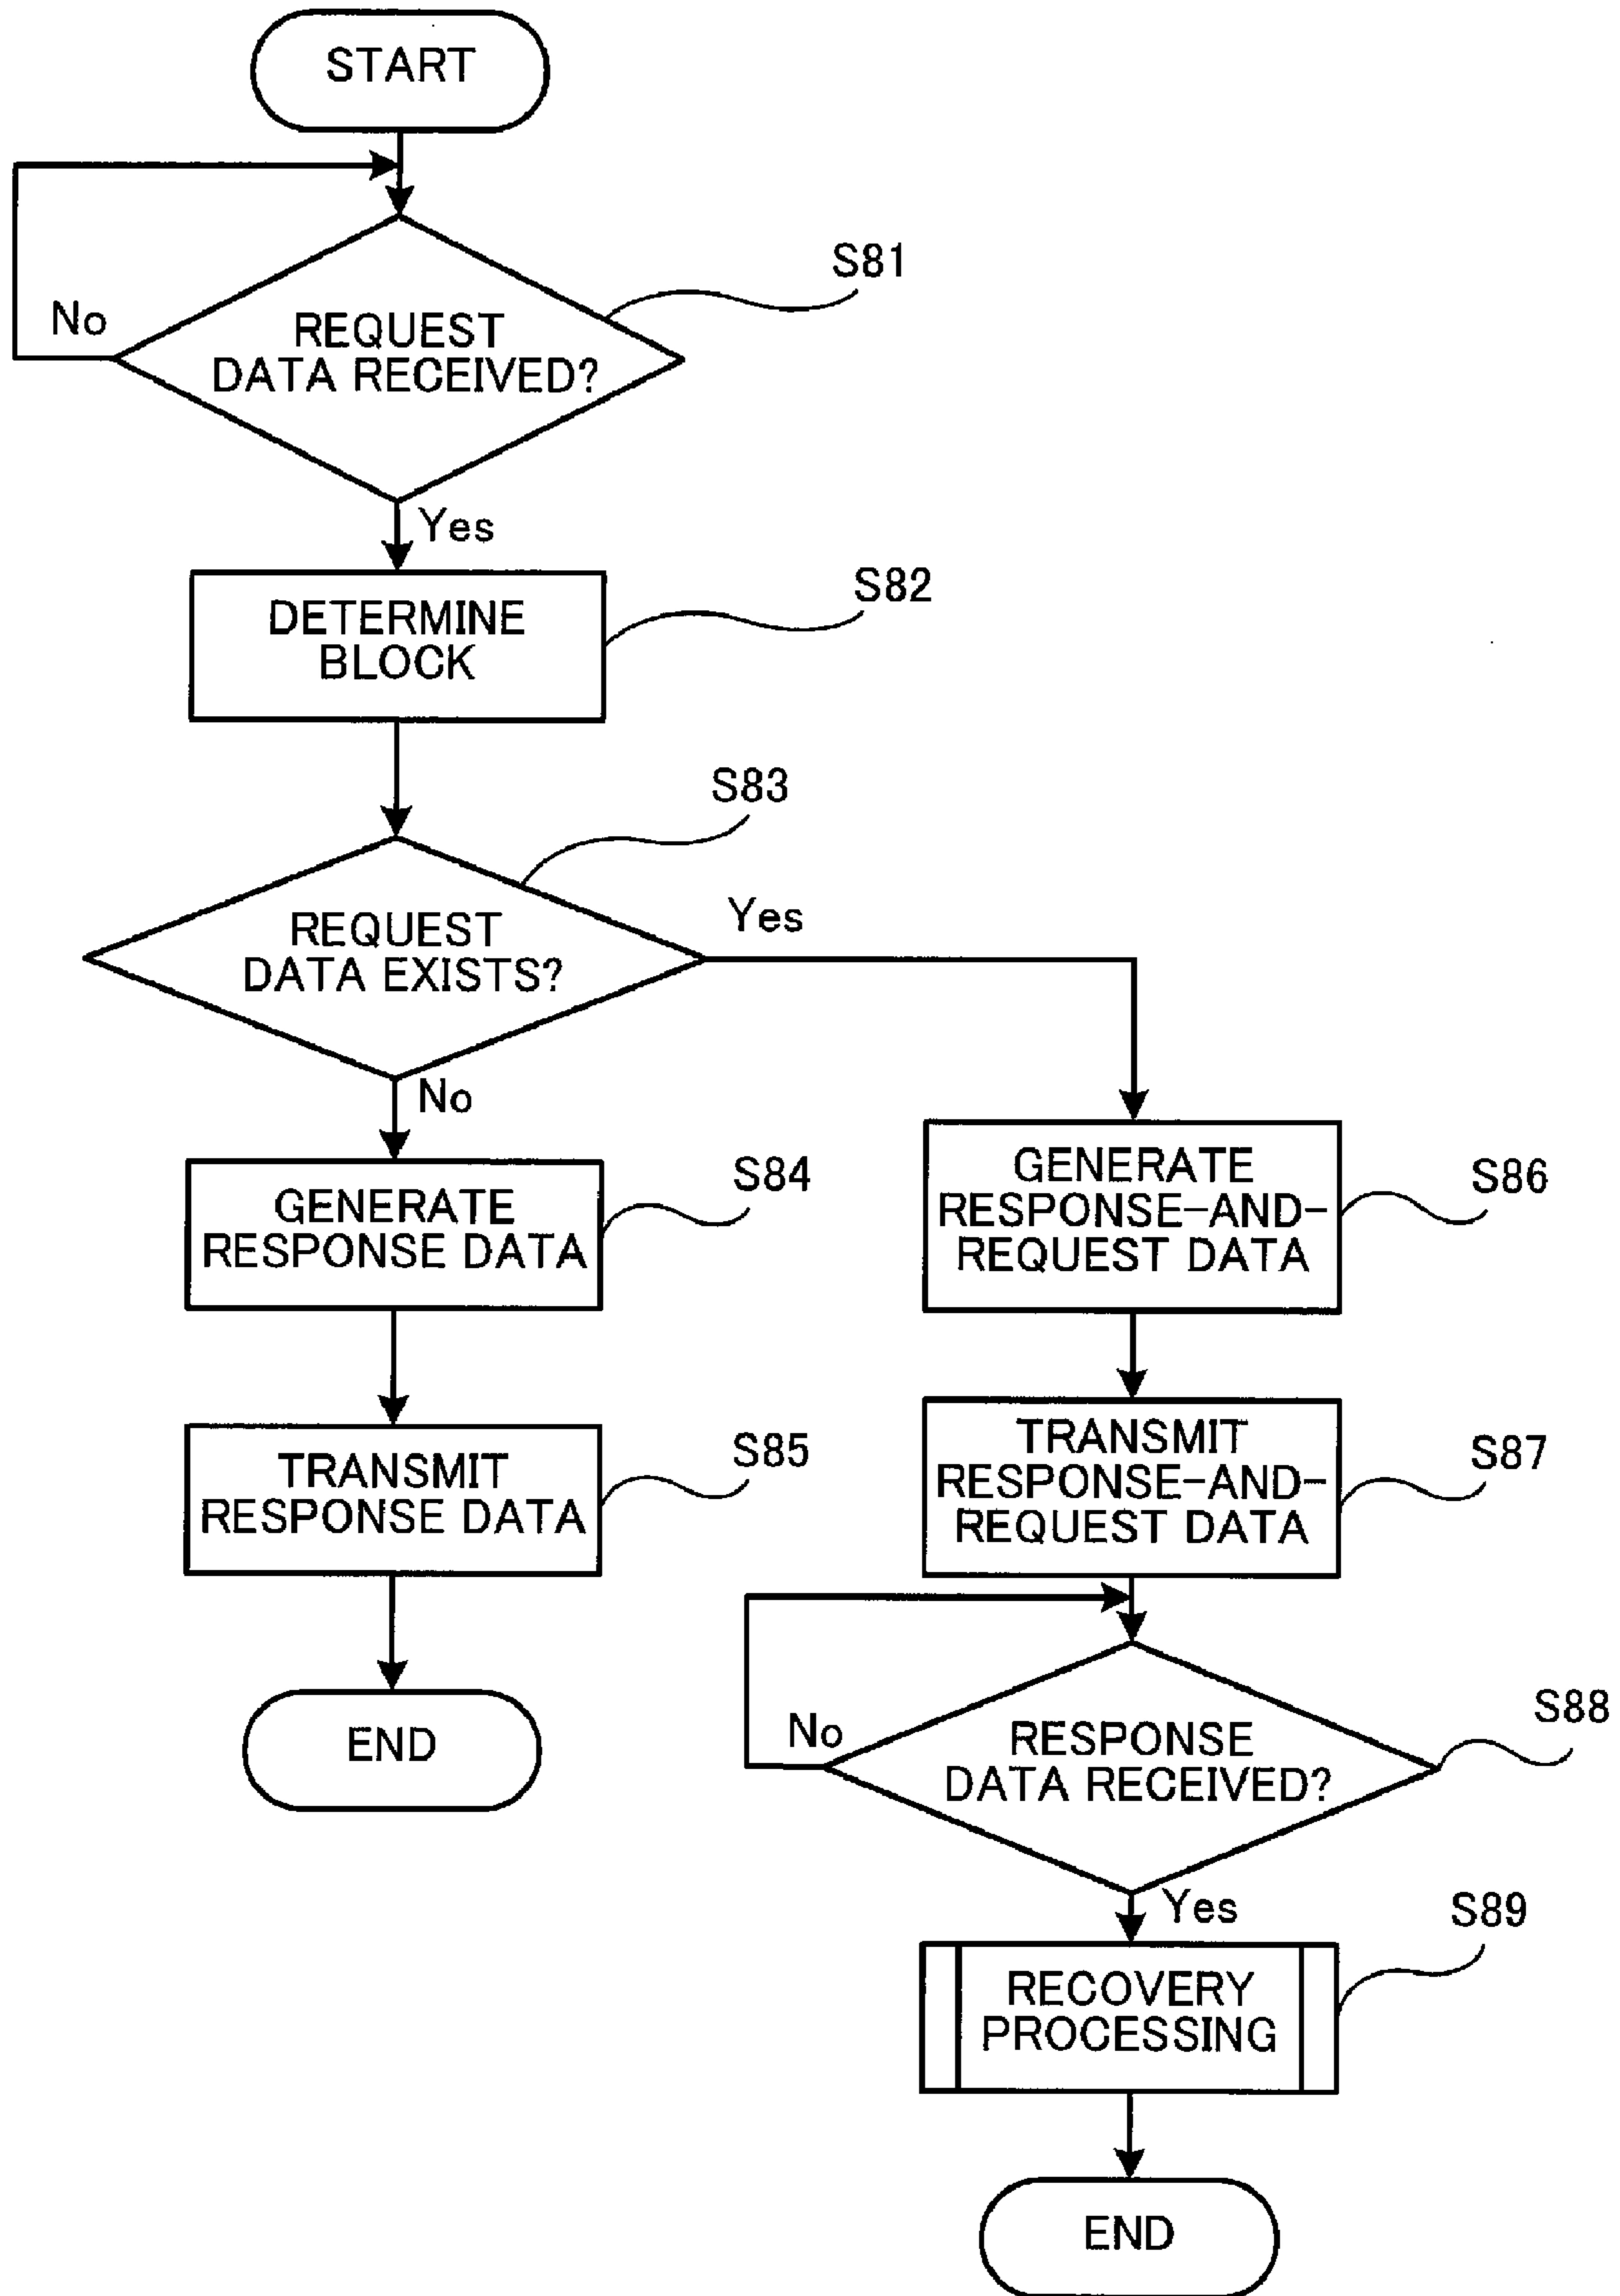 START
S81
No
REQUEST
DATA RECEIVED?
Yes
S82
DETERMINE
BLOCK
S83
REQUEST
DATA EXISTS?
Yes
No
S84
GENERATE
RESPONSE DATA
S86
GENERATE
RESPONSE-AND-
REQUEST DATA
S85
TRANSMIT
RESPONSE DATA
S87
TRANSMIT
RESPONSE-AND-
REQUEST DATA
END
S88
No
RESPONSE
DATA RECEIVED?
Yes
S89
RECOVERY
PROCESSING
END